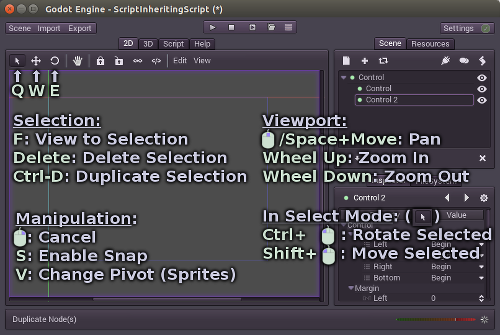 Godot Engine - ScriptInheritingScript (*)
Scene Import Export
Settings
2D 3D Script Help
Scene Resources
Edit View
Q W E
Control
Control
Control 2
Selection:
F: View to Selection
Delete: Delete Selection
Ctrl-D: Duplicate Selection
Viewport:
/Space+Move: Pan
Wheel Up: Zoom In
Wheel Down: Zoom Out
Control 2
Manipulation:
: Cancel
S: Enable Snap
V: Change Pivot (Sprites)
In Select Mode: ( )
Value
Control
Ctrl+ : Rotate Selected
Left Begin
Shift+ : Move Selected
Right Begin
Bottom Begin
Margin
Left 0
Duplicate Node(s)